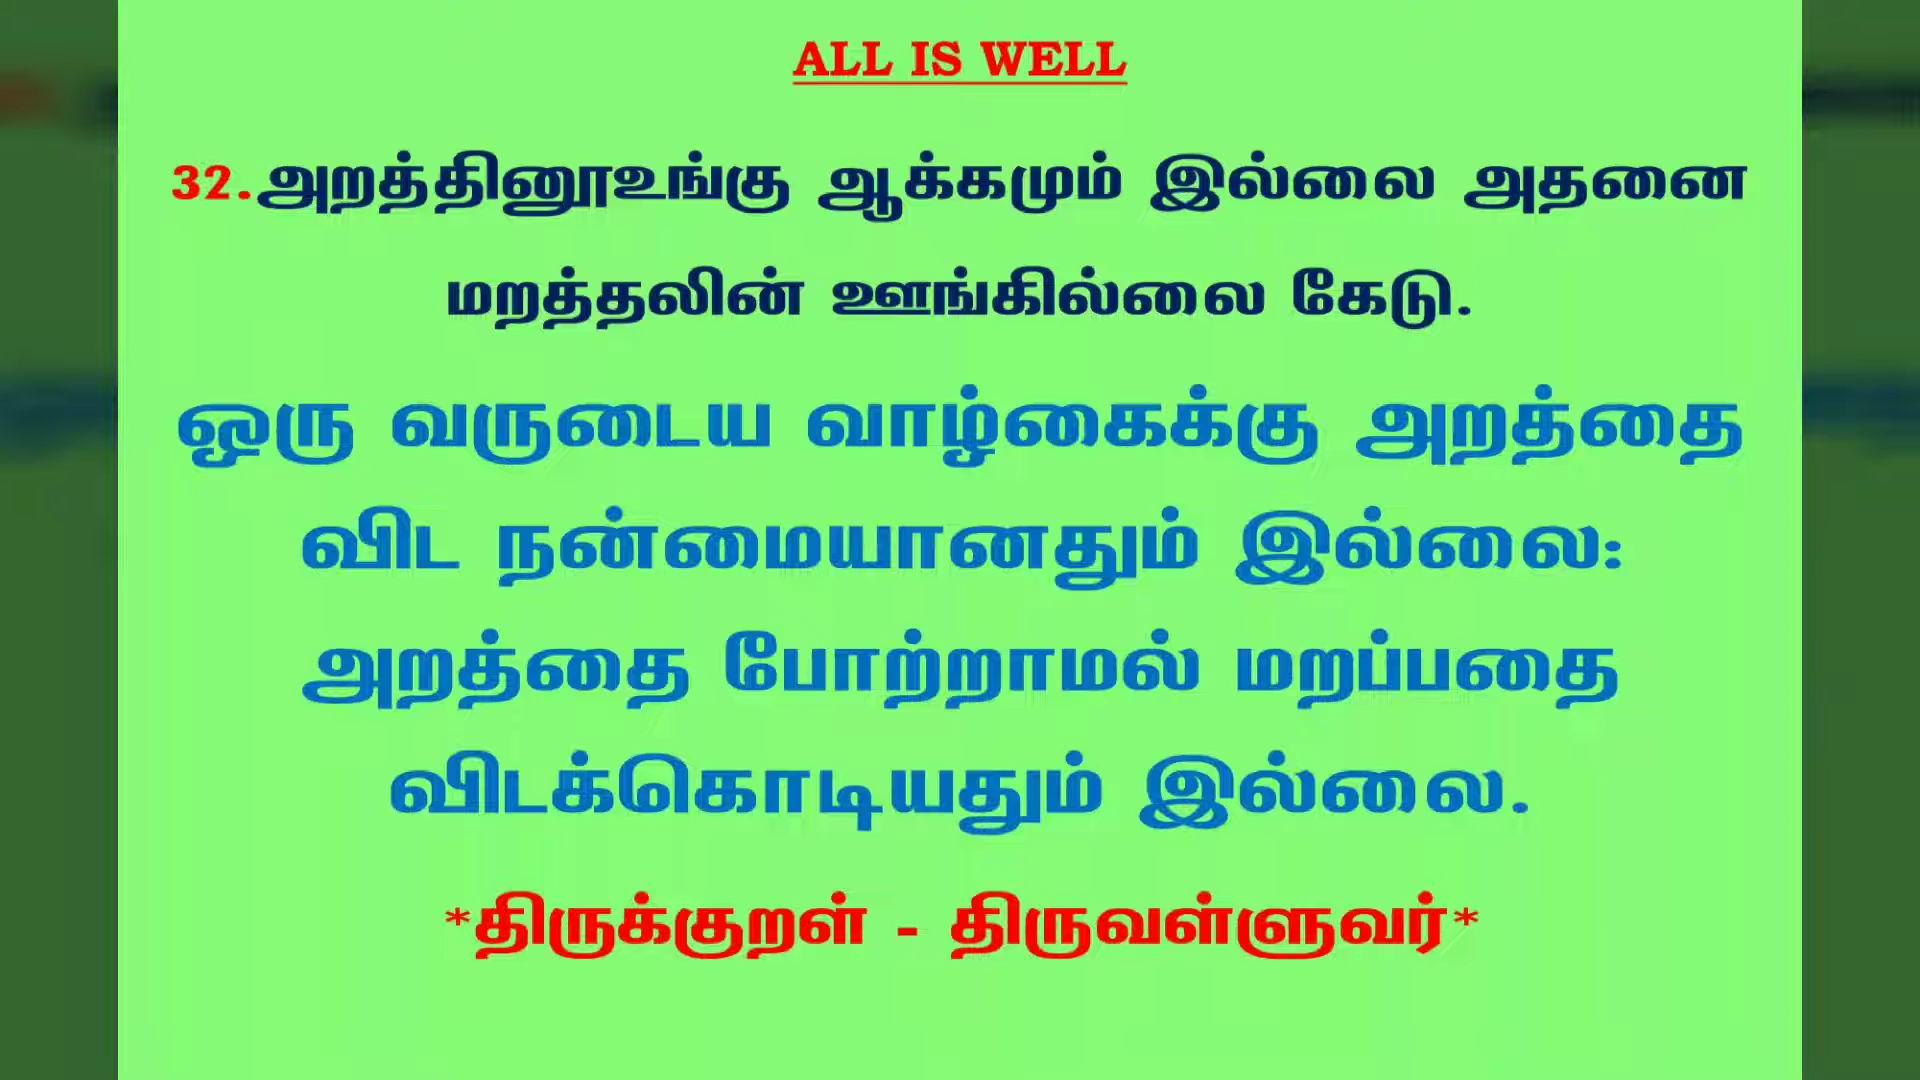 ALL IS WELL
32.அறத்தினூஉங்கு ஆக்கமும் இல்லை அதனை
மறத்தலின் ஊங்கில்லை கேடு.
ஒரு வருடைய வாழ்கைக்கு அறத்தை
விட நன்மையானதும் இல்லை:
அறத்தை போற்றாமல் மறப்பதை
விடக்கொடியதும் இல்லை.
*திருக்குறள் - திருவள்ளுவர்*